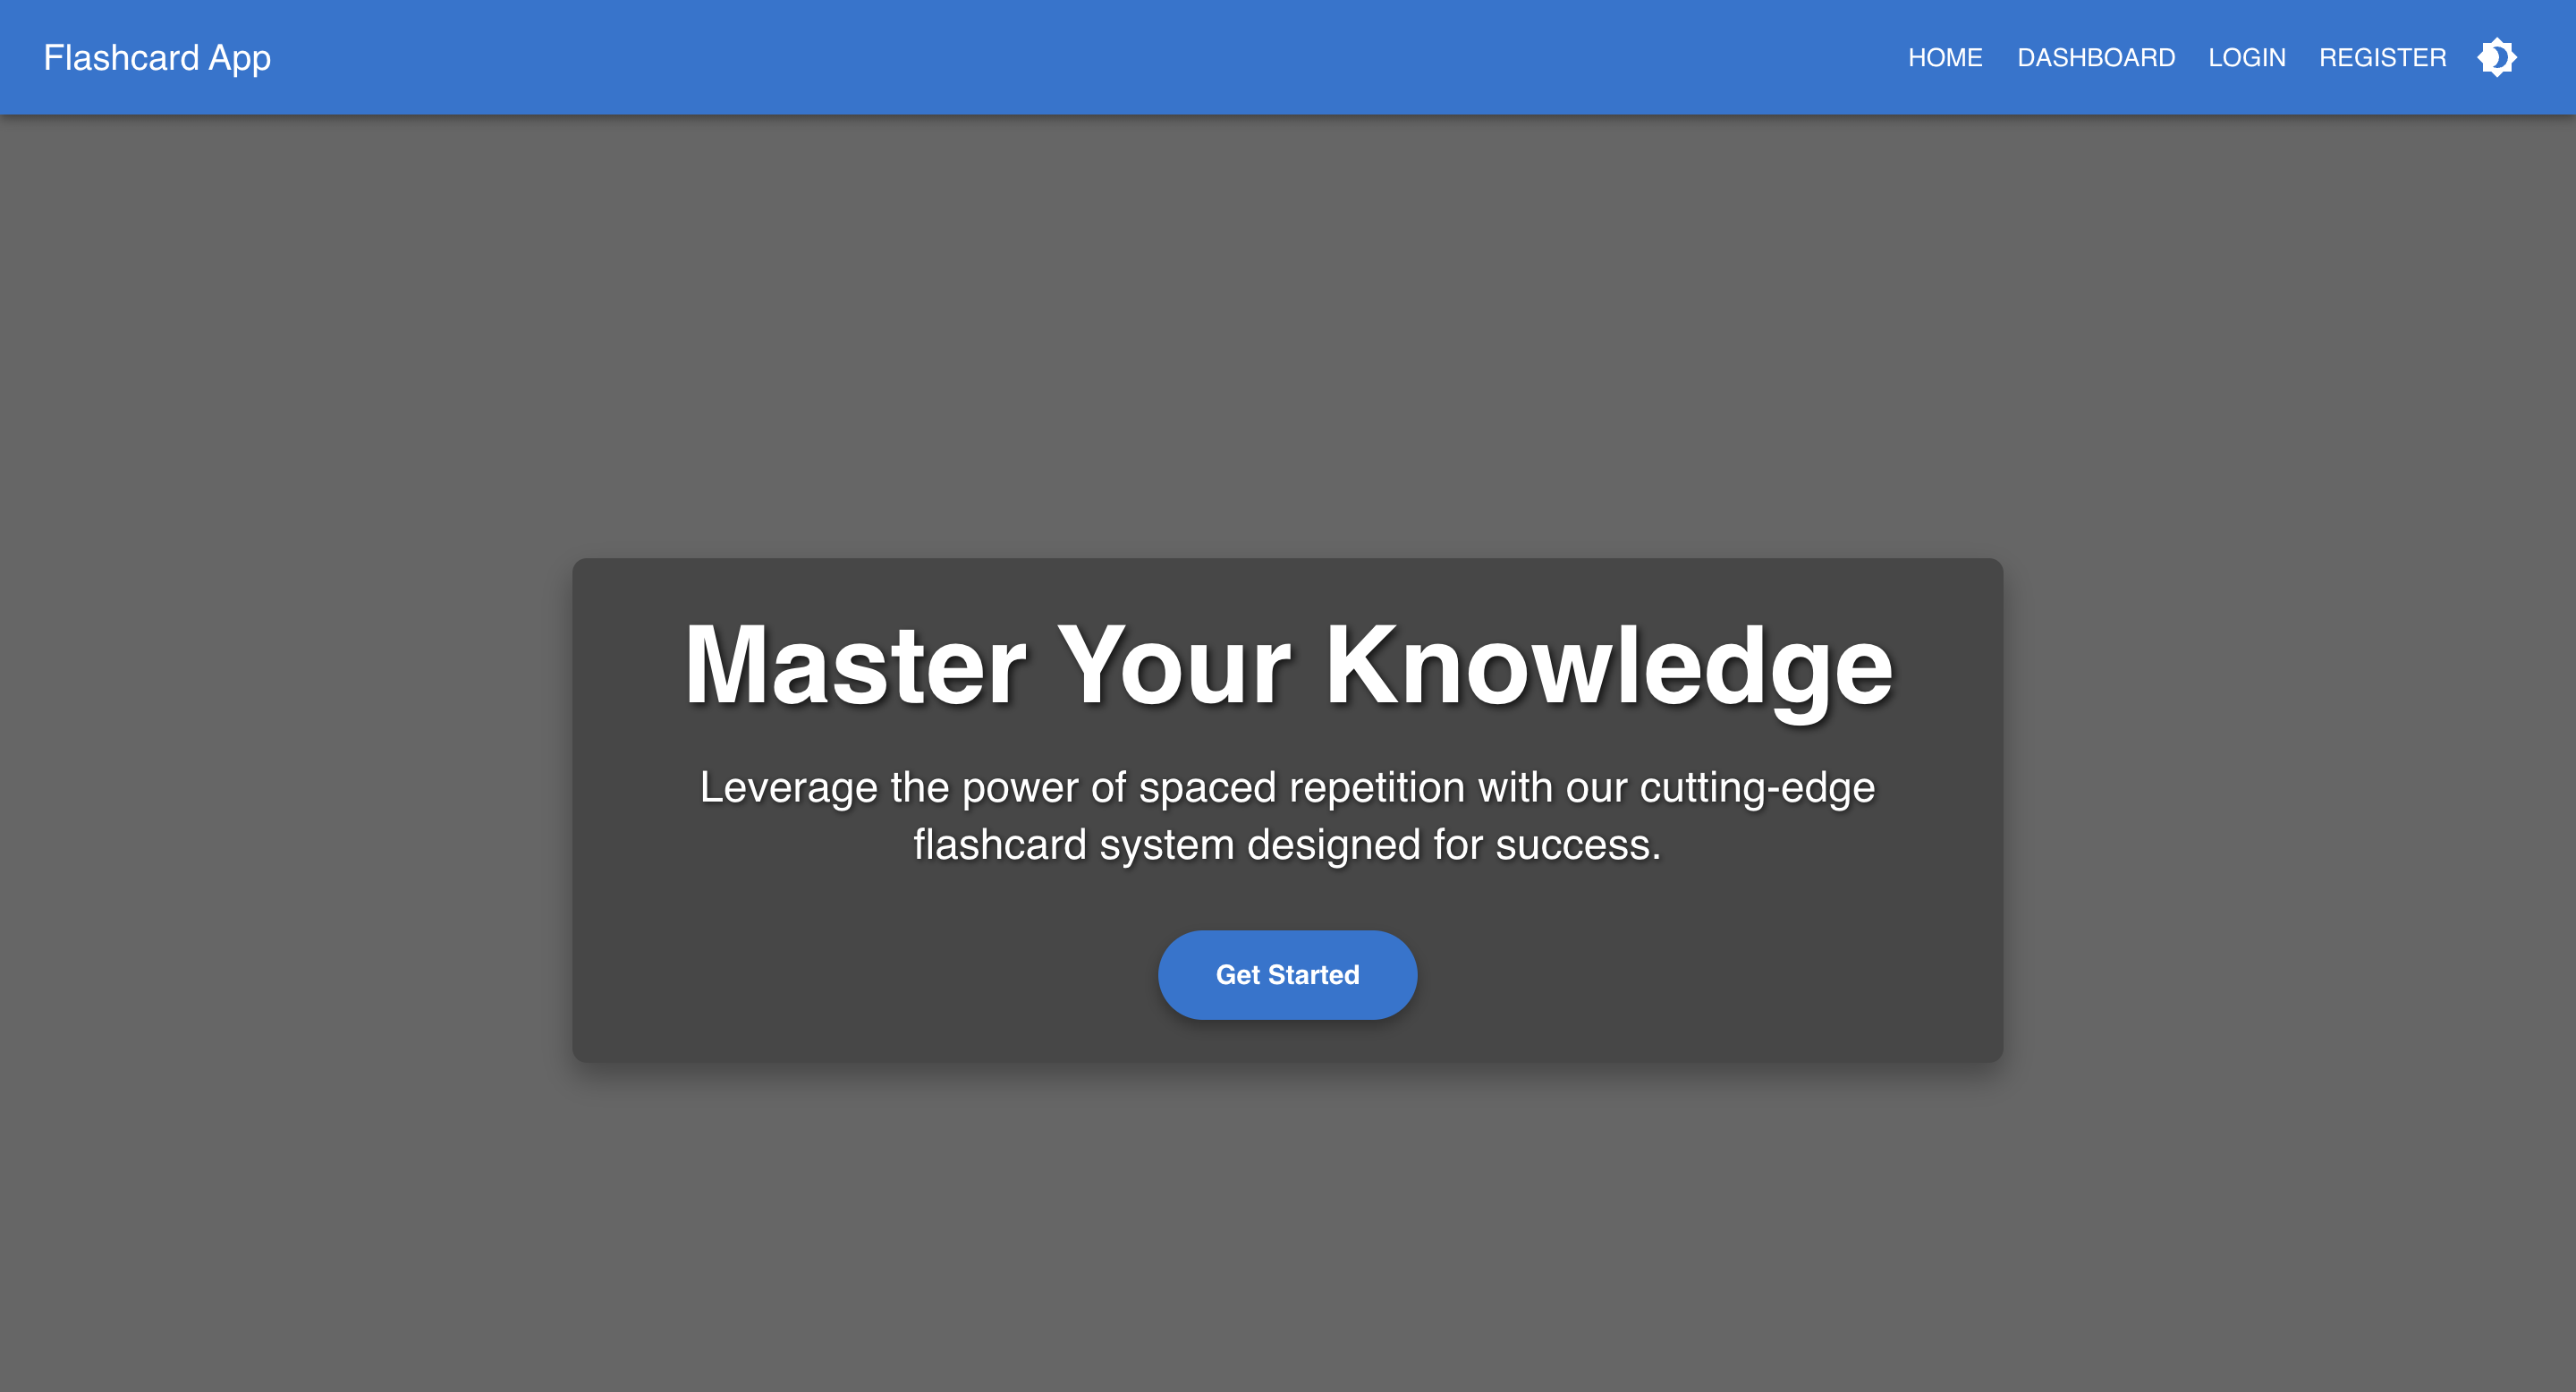 Flashcard App
HOME DASHBOARD LOGIN REGISTER
Master Your Knowledge
Leverage the power of spaced repetition with our cutting-edge
flashcard system designed for success.
Get Started